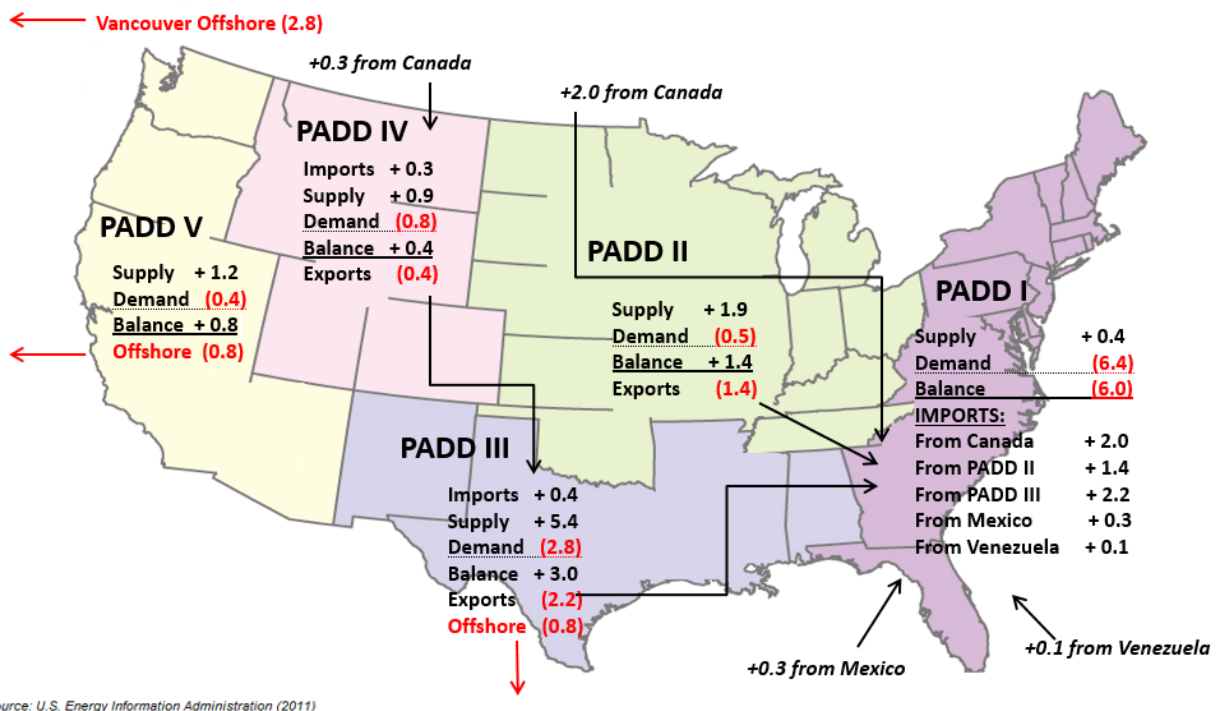 Vancouver Offshore (2.8)
+0.3 from Canada
+2.0 from Canada
PADD IV
Imports + 0.3
Supply + 0.9
Demand (0.8)
Balance + 0.4
Exports (0.4)
PADD V
Supply + 1.2
Demand (0.4)
Balance + 0.8
Offshore (0.8)
PADD II
Supply + 1.9
Demand (0.5)
Balance + 1.4
Exports (1.4)
PADD I
Supply + 0.4
Demand (6.4)
Balance (6.0)
IMPORTS:
From Canada + 2.0
From PADD II + 1.4
From PADD III + 2.2
From Mexico + 0.3
From Venezuela + 0.1
PADD III
Imports + 0.4
Supply + 5.4
Demand (2.8)
Balance + 3.0
Exports (2.2)
Offshore (0.8)
+0.3 from Mexico
+0.1 from Venezuela
ource: U.S. Energy Information Administration (2011)